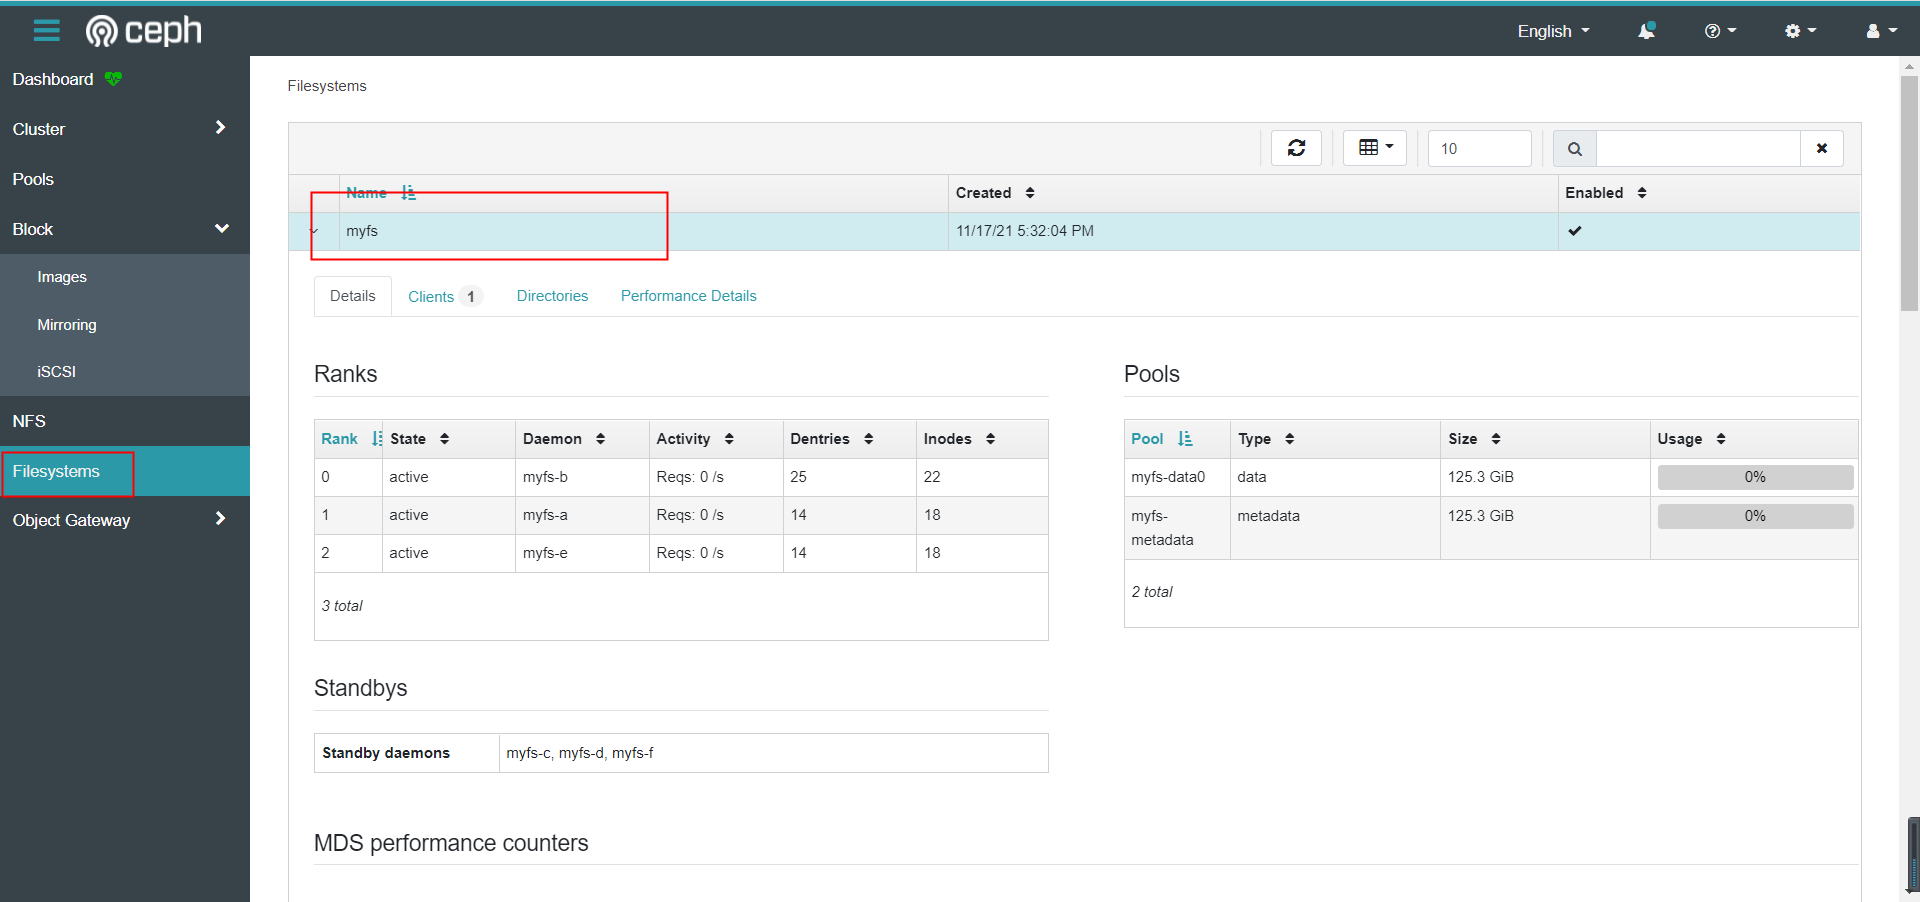 ceph English
Dashboard
Cluster
Pools
Block
Images
Mirroring
iSCSI
NFS
Filesystems
Object Gateway
Filesystems
10
Name Created Enabled
myfs 11/17/21 5:32:04 PM
Details Clients 1 Directories Performance Details
Ranks
Rank State Daemon Activity Dentries Inodes
0 active myfs-b Reqs: 0 /s 25 22
1 active myfs-a Reqs: 0 /s 14 18
2 active myfs-e Reqs: 0 /s 14 18
3 total
Pools
Pool Type Size Usage
myfs-data0 data 125.3 GiB 0%
myfs-
metadata metadata 125.3 GiB 0%
2 total
Standbys
Standby daemons myfs-c, myfs-d, myfs-f
MDS performance counters